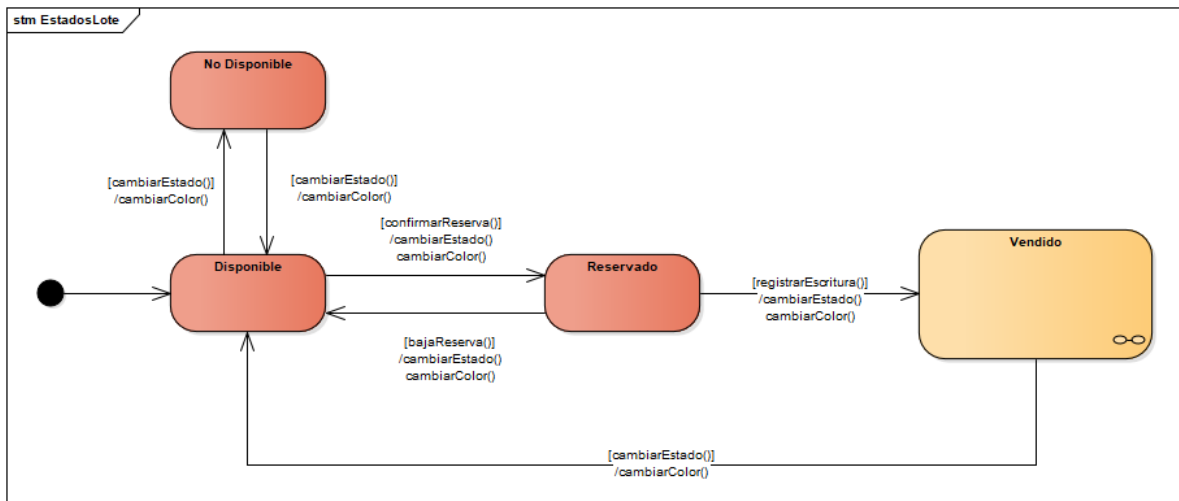 stm EstadosLote
No Disponible
[cambiarEstado()]
/cambiarColor()
[cambiarEstado()]
/cambiarColor()
[confirmarReserva()]
/cambiarEstado()
cambiarColor()
Disponible
Reservado
Vendido
[registrarEscritura()]
/cambiarEstado()
cambiarColor()
[bajaReserva()]
/cambiarEstado()
cambiarColor()
[cambiarEstado()]
/cambiarColor()